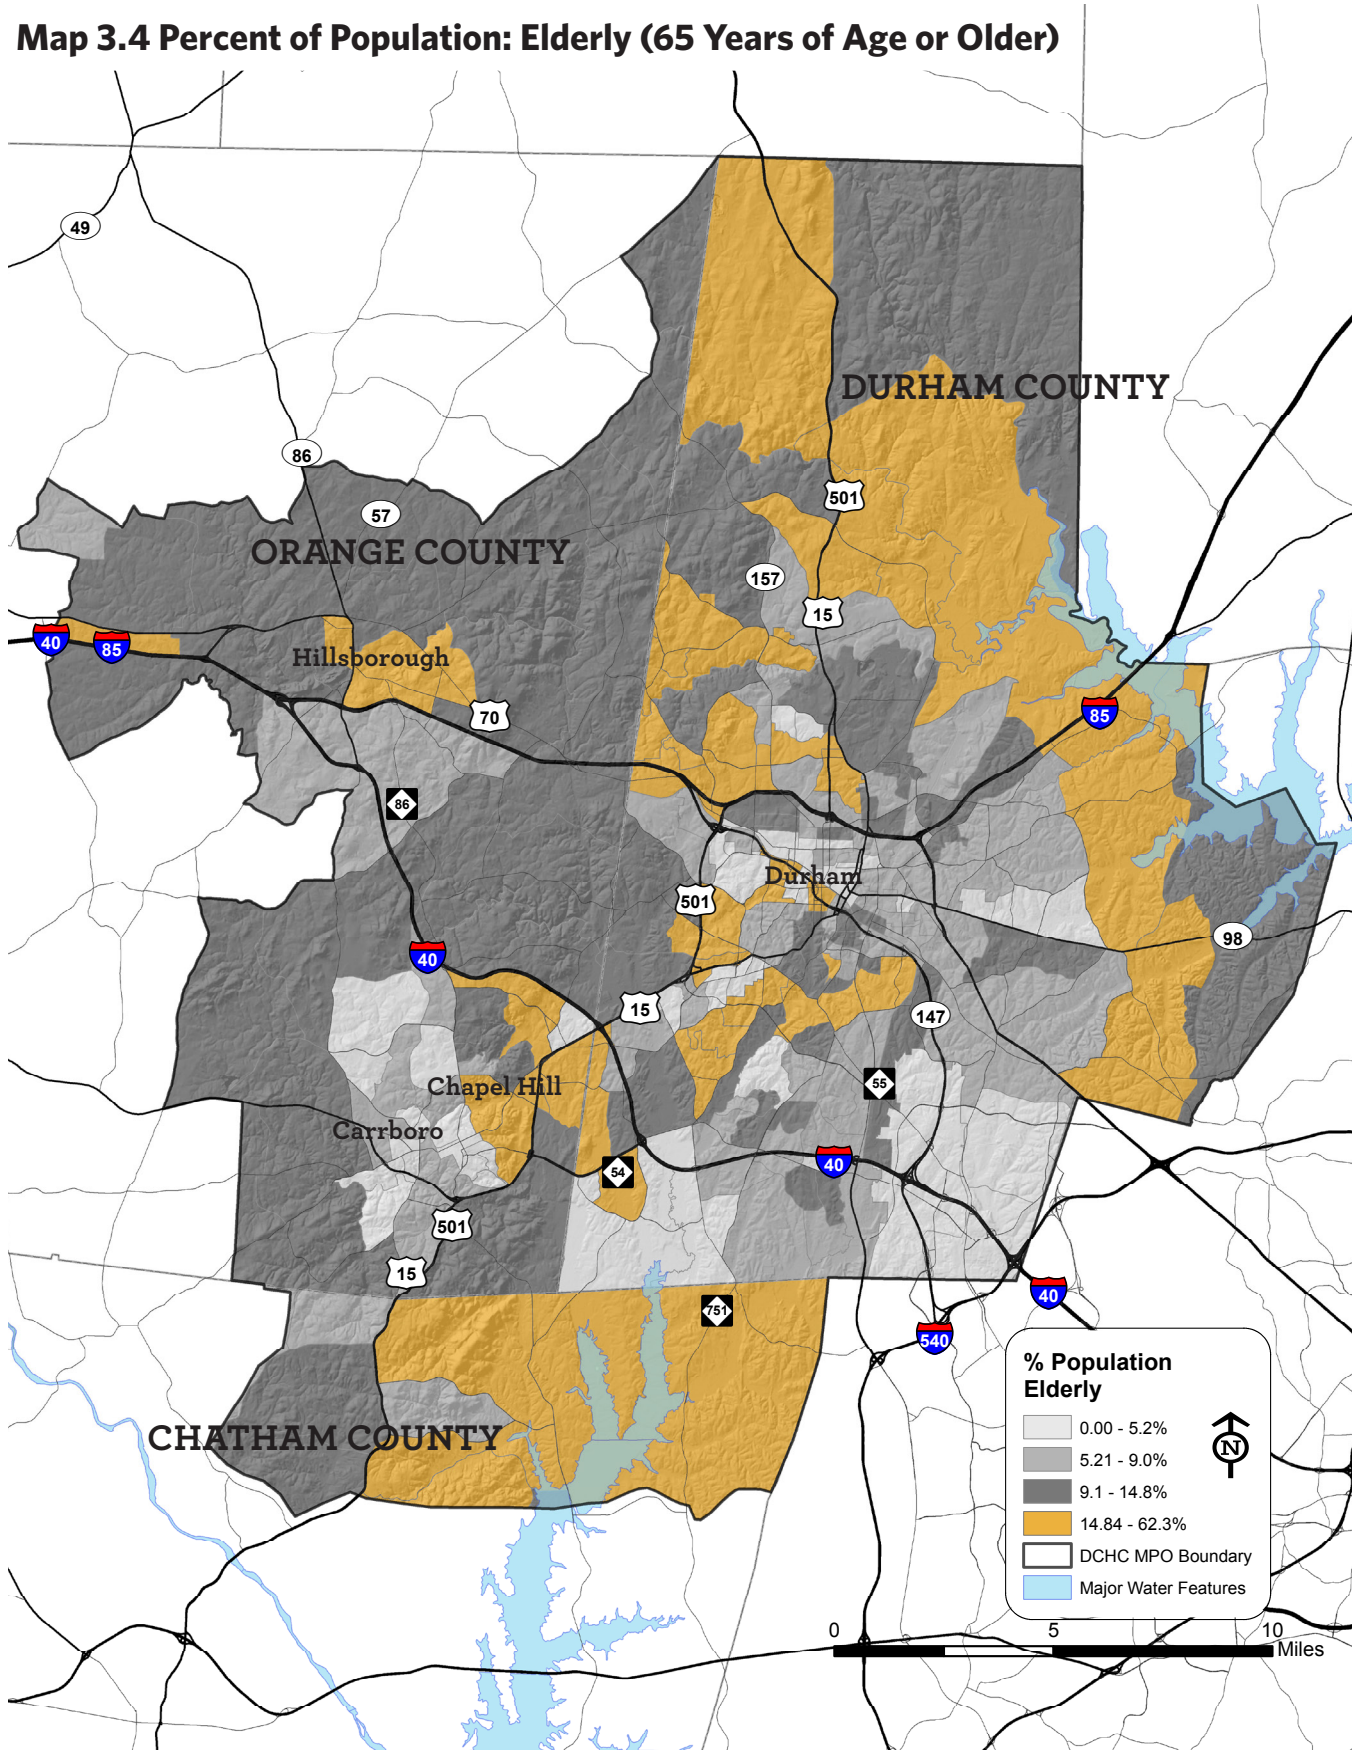 Map 3.4 Percent of Population: Elderly (65 Years of Age or Older)
49
DURHAM COUNTY
86
501
57
ORANGE COUNTY
157
15
40
85
Hillsborough
70
85
86
Durham
501
98
40
15
147
Chapel Hill
55
Carrboro
40
54
501
15
40
751
540
% Population
Elderly
0.00 - 5.2%
5.21 - 9.0%
9.1 - 14.8%
14.84 - 62.3%
DCHC MPO Boundary
Major Water Features
N
CHATHAM COUNTY
0 5 10
Miles